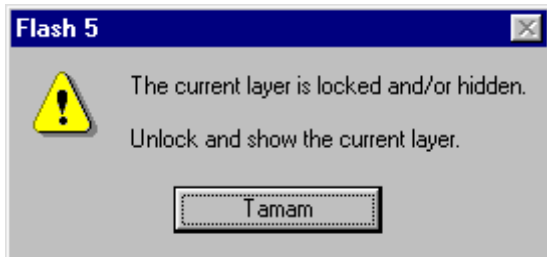 Flash 5
The current layer is locked and/or hidden.
Unlock and show the current layer.
Tamam